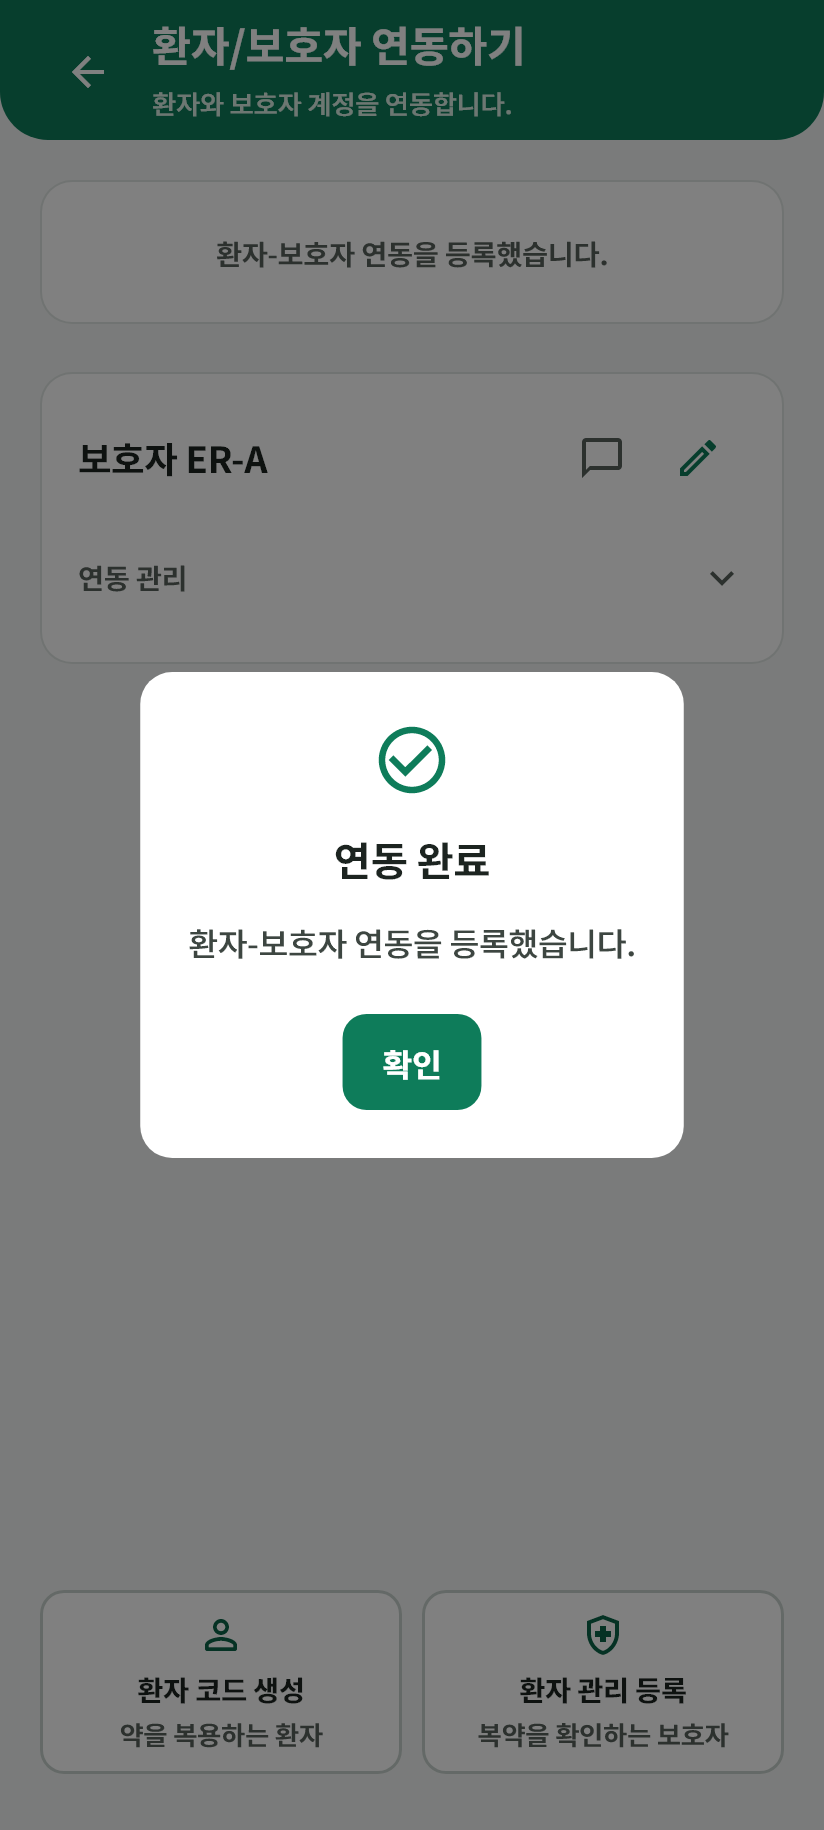 환자/보호자 연동하기
환자와 보호자 계정을 연동합니다.
환자-보호자 연동을 등록했습니다.
보호자 ER-A
연동 관리
연동 완료
환자-보호자 연동을 등록했습니다.
확인
환자 코드 생성
약을 복용하는 환자
환자 관리 등록
복약을 확인하는 보호자